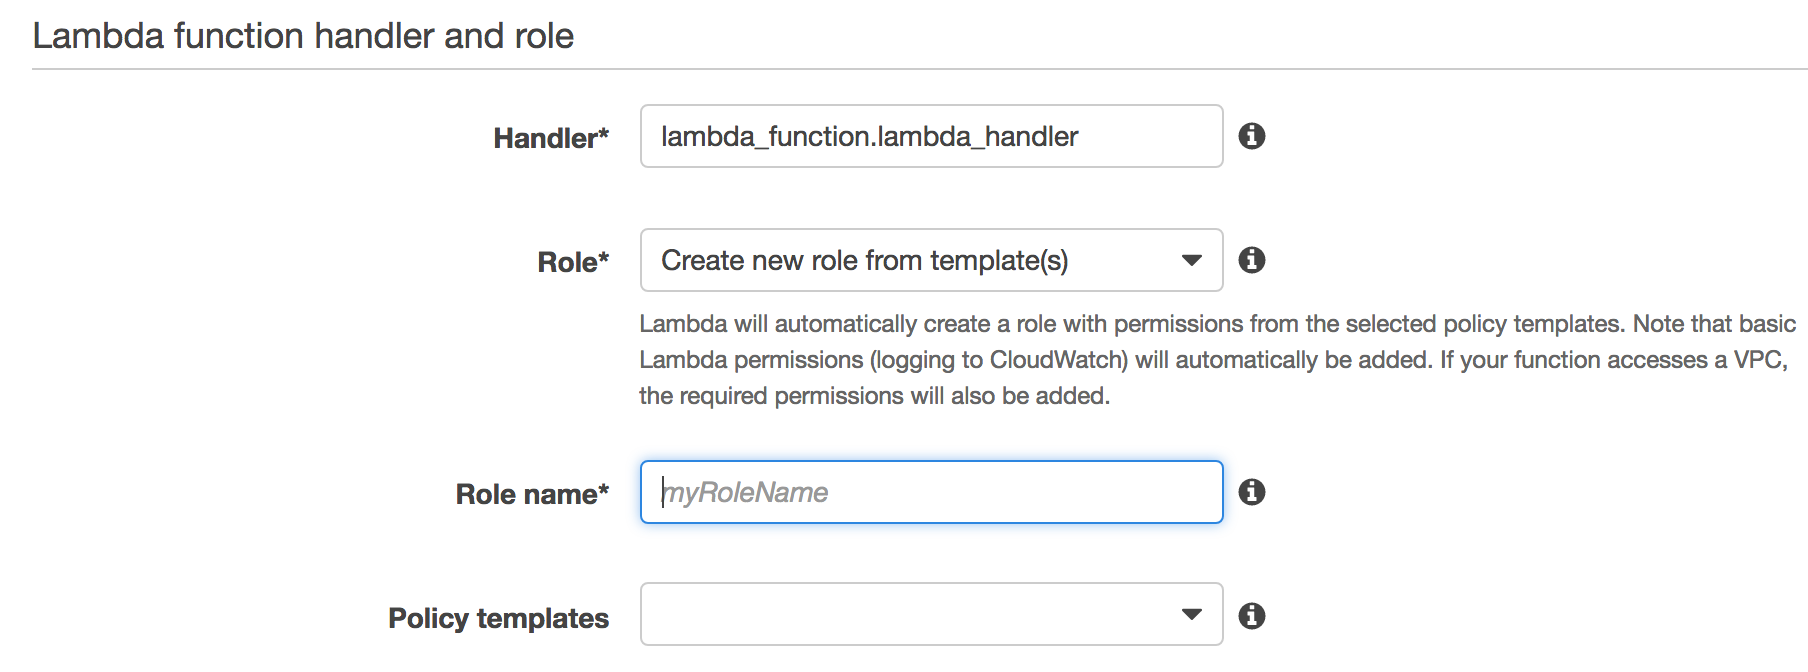 Lambda function handler and role
Handler* lambda_function.lambda_handler
Role* Create new role from template(s)
Lambda will automatically create a role with permissions from the selected policy templates. Note that basic
Lambda permissions (logging to CloudWatch) will automatically be added. If your function accesses a VPC,
the required permissions will also be added.
Role name* myRoleName
Policy templates